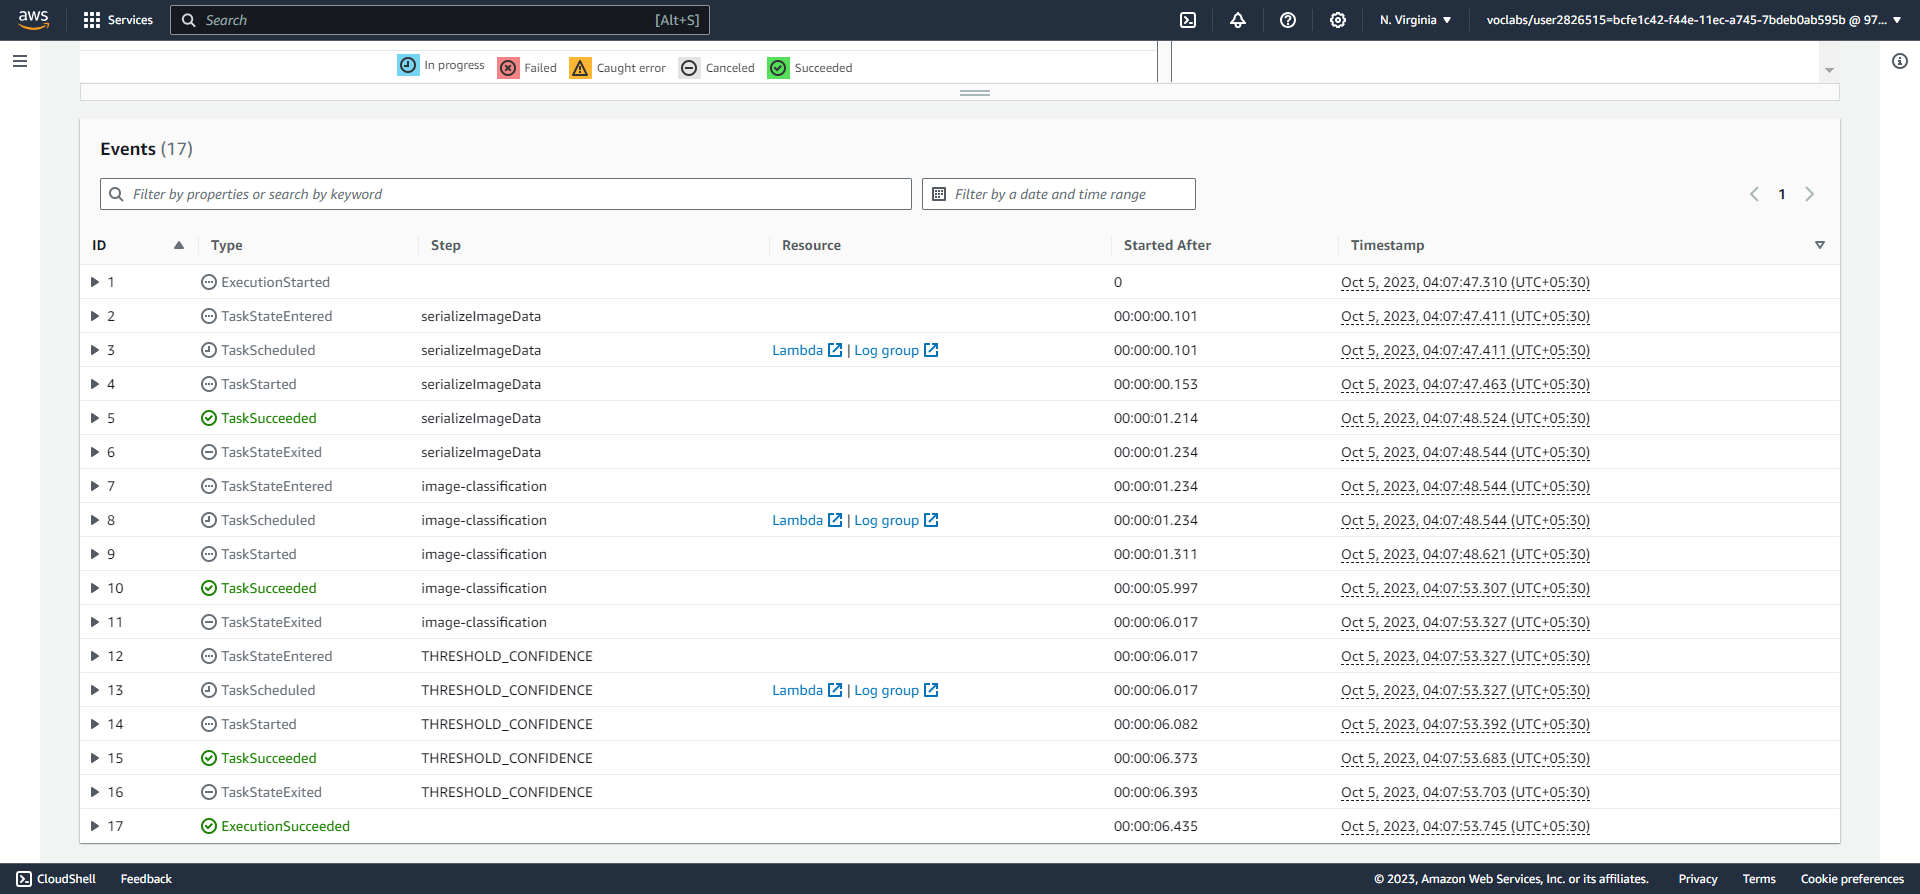 aws Services Search [Alt+S] N. Virginia voclabs/user2826515=bcfe1c42-f44e-11ec-a745-7bdeb0ab595b @ 97...
In progress Failed Caught error Canceled Succeeded
Events (17)
Filter by properties or search by keyword Filter by a date and time range 1
ID Type Step Resource Started After Timestamp
1 ExecutionStarted 0 Oct 5, 2023, 04:07:47.310 (UTC+05:30)
2 TaskStateEntered serializeImageData 00:00:00.101 Oct 5, 2023, 04:07:47.411 (UTC+05:30)
3 TaskScheduled serializeImageData Lambda | Log group 00:00:00.101 Oct 5, 2023, 04:07:47.411 (UTC+05:30)
4 TaskStarted serializeImageData 00:00:00.153 Oct 5, 2023, 04:07:47.463 (UTC+05:30)
5 TaskSucceeded serializeImageData 00:00:01.214 Oct 5, 2023, 04:07:48.524 (UTC+05:30)
6 TaskStateExited serializeImageData 00:00:01.234 Oct 5, 2023, 04:07:48.544 (UTC+05:30)
7 TaskStateEntered image-classification 00:00:01.234 Oct 5, 2023, 04:07:48.544 (UTC+05:30)
8 TaskScheduled image-classification Lambda | Log group 00:00:01.234 Oct 5, 2023, 04:07:48.544 (UTC+05:30)
9 TaskStarted image-classification 00:00:01.311 Oct 5, 2023, 04:07:48.621 (UTC+05:30)
10 TaskSucceeded image-classification 00:00:05.997 Oct 5, 2023, 04:07:53.307 (UTC+05:30)
11 TaskStateExited image-classification 00:00:06.017 Oct 5, 2023, 04:07:53.327 (UTC+05:30)
12 TaskStateEntered THRESHOLD_CONFIDENCE 00:00:06.017 Oct 5, 2023, 04:07:53.327 (UTC+05:30)
13 TaskScheduled THRESHOLD_CONFIDENCE Lambda | Log group 00:00:06.017 Oct 5, 2023, 04:07:53.327 (UTC+05:30)
14 TaskStarted THRESHOLD_CONFIDENCE 00:00:06.082 Oct 5, 2023, 04:07:53.392 (UTC+05:30)
15 TaskSucceeded THRESHOLD_CONFIDENCE 00:00:06.373 Oct 5, 2023, 04:07:53.683 (UTC+05:30)
16 TaskStateExited THRESHOLD_CONFIDENCE 00:00:06.393 Oct 5, 2023, 04:07:53.703 (UTC+05:30)
17 ExecutionSucceeded 00:00:06.435 Oct 5, 2023, 04:07:53.745 (UTC+05:30)
CloudShell Feedback © 2023, Amazon Web Services, Inc. or its affiliates. Privacy Terms Cookie preferences